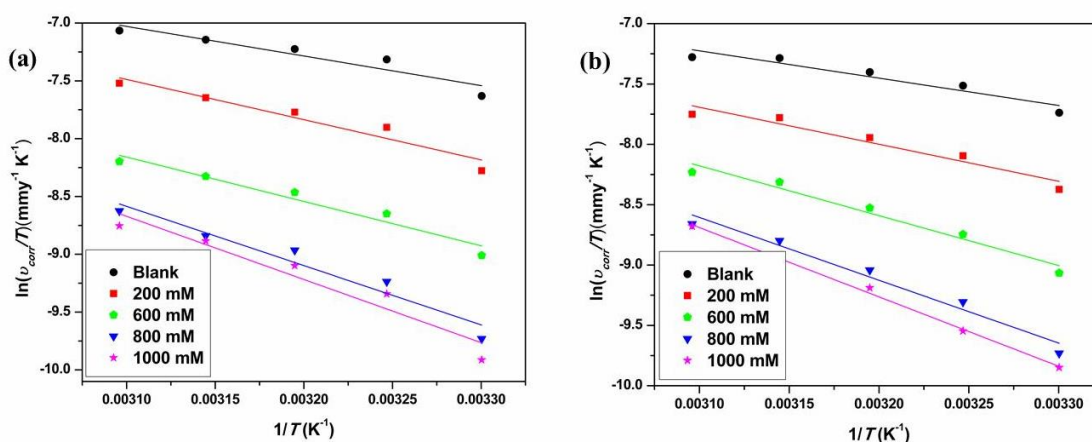 (a)
ln(υcorr/T)(mmy⁻¹ K⁻¹)
-7.0
-7.5
-8.0
-8.5
-9.0
-9.5
-10.0
Blank
200 mM
600 mM
800 mM
1000 mM
0.00310 0.00315 0.00320 0.00325 0.00330
1/T (K⁻¹)
(b)
ln(υcorr/T)(mmy⁻¹ K⁻¹)
-7.0
-7.5
-8.0
-8.5
-9.0
-9.5
-10.0
Blank
200 mM
600 mM
800 mM
1000 mM
0.00310 0.00315 0.00320 0.00325 0.00330
1/T (K⁻¹)